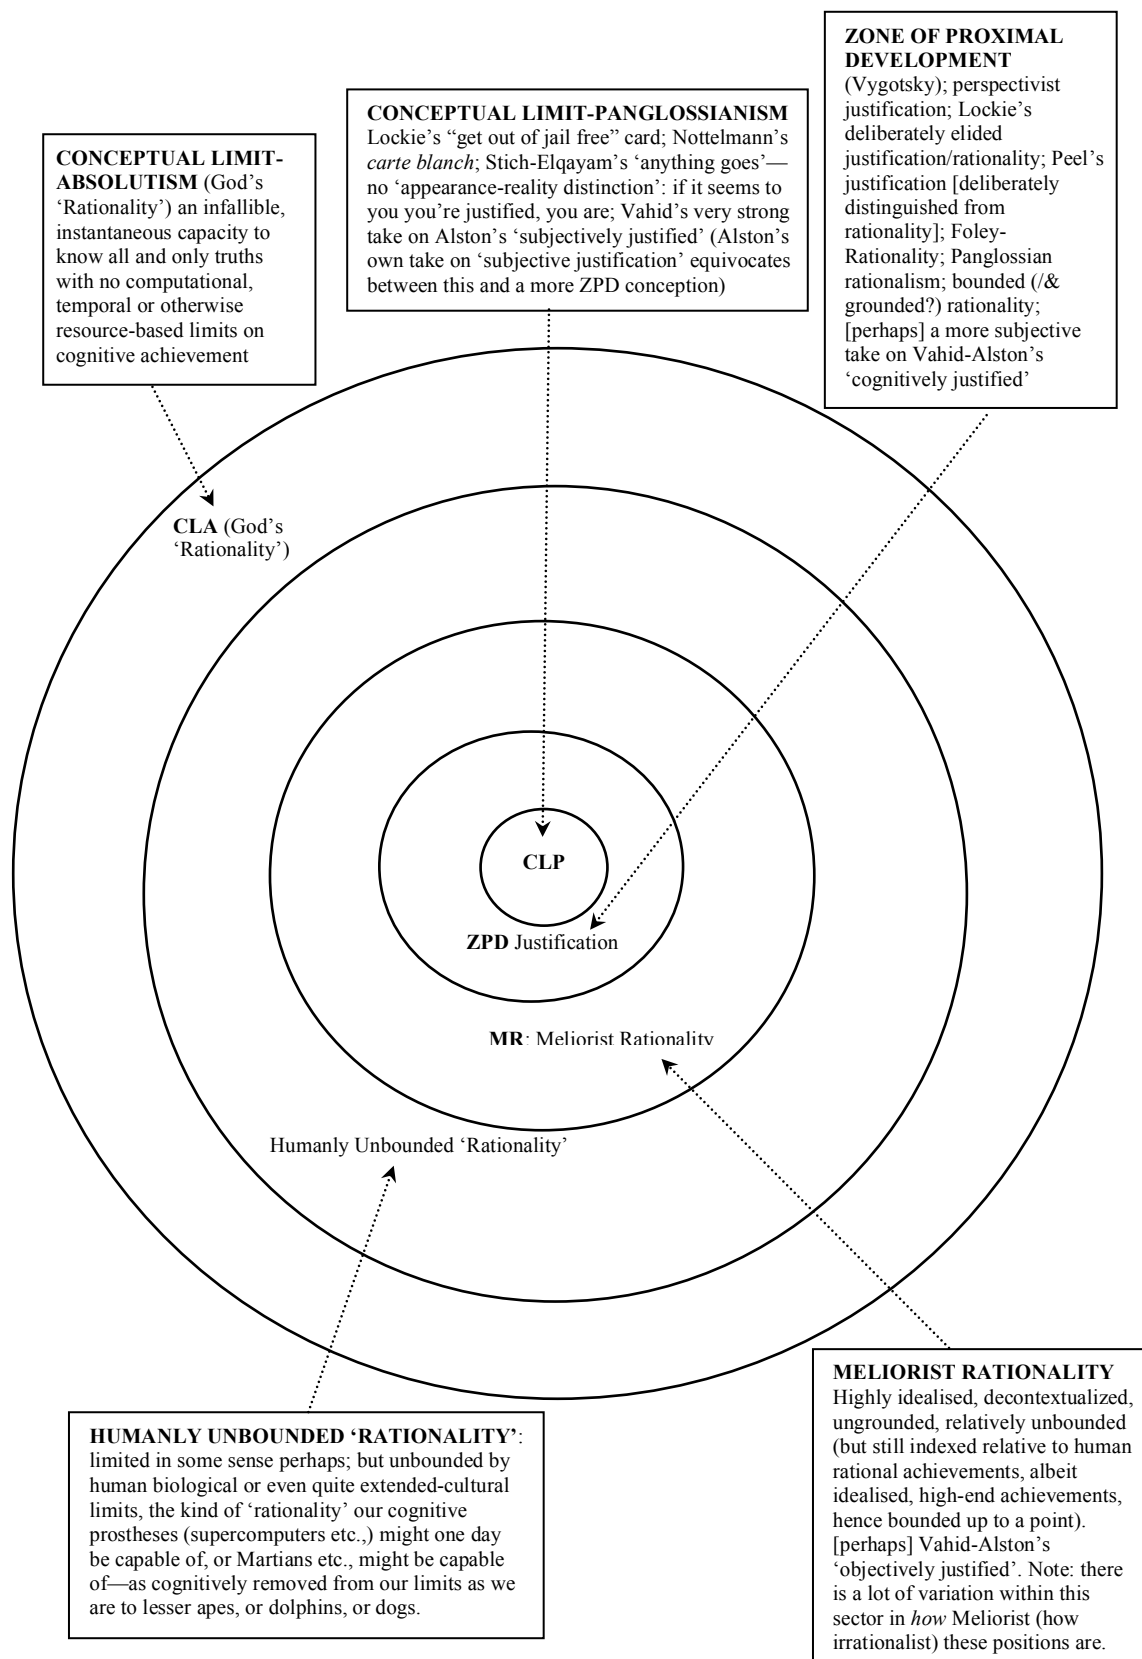 ZONE OF PROXIMAL
DEVELOPMENT
(Vygotsky); perspectivist
justification; Lockie’s
deliberately elided
justification/rationality; Peel’s
justification [deliberately
distinguished from
rationality]; Foley-
Rationality; Panglossian
rationalism; bounded (/&
grounded?) rationality;
[perhaps] a more subjective
take on Vahid-Alston’s
‘cognitively justified’
CONCEPTUAL LIMIT-PANGLOSSIANISM
Lockie’s “get out of jail free” card; Nottelmann’s
carte blanch; Stich-Elqayam’s ‘anything goes’—
no ‘appearance-reality distinction’: if it seems to
you you’re justified, you are; Vahid’s very strong
take on Alston’s ‘subjectively justified’ (Alston’s
own take on ‘subjective justification’ equivocates
between this and a more ZPD conception)
CONCEPTUAL LIMIT-
ABSOLUTISM (God’s
‘Rationality’) an infallible,
instantaneous capacity to
know all and only truths
with no computational,
temporal or otherwise
resource-based limits on
cognitive achievement
CLA (God’s
‘Rationality’)
CLP
ZPD Justification
MR: Meliorist Rationality
Humanly Unbounded ‘Rationality’
MELIORIST RATIONALITY
Highly idealised, decontextualized,
ungrounded, relatively unbounded
(but still indexed relative to human
rational achievements, albeit
idealised, high-end achievements,
hence bounded up to a point).
[perhaps] Vahid-Alston’s
‘objectively justified’. Note: there
is a lot of variation within this
sector in how Meliorist (how
irrationalist) these positions are.
HUMANLY UNBOUNDED ‘RATIONALITY’:
limited in some sense perhaps; but unbounded by
human biological or even quite extended-cultural
limits, the kind of ‘rationality’ our cognitive
prostheses (supercomputers etc.,) might one day
be capable of, or Martians etc., might be capable
of—as cognitively removed from our limits as we
are to lesser apes, or dolphins, or dogs.